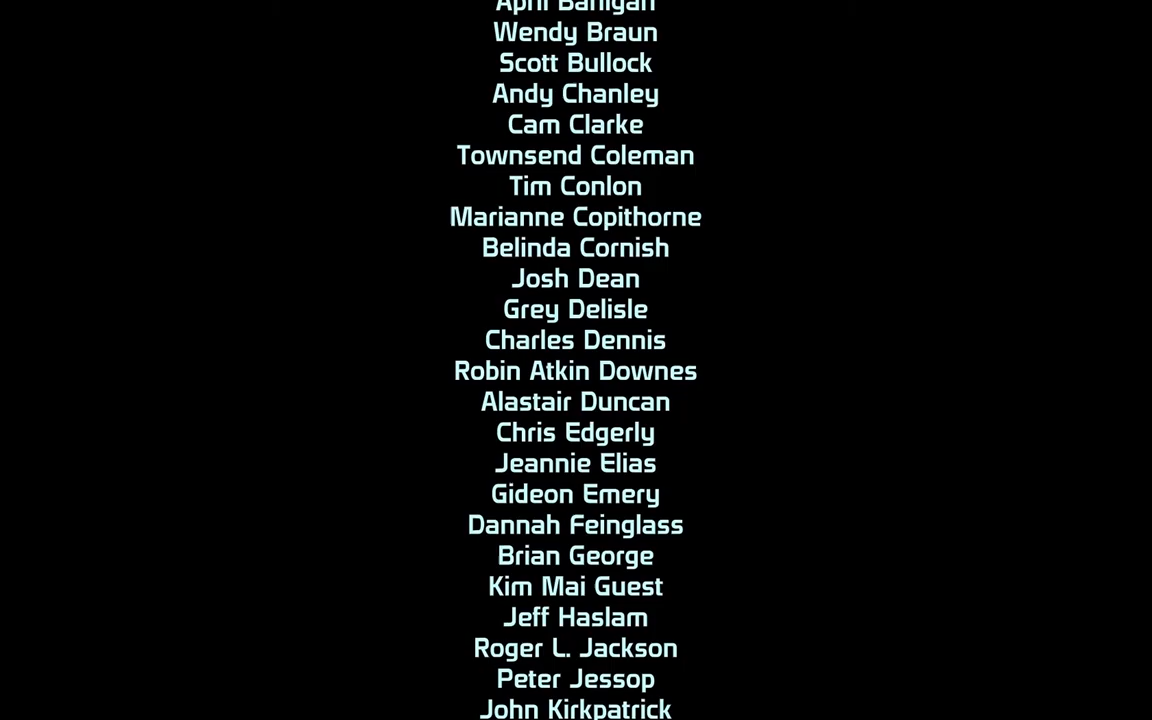 April Banigan
Wendy Braun
Scott Bullock
Andy Chanley
Cam Clarke
Townsend Coleman
Tim Conlon
Marianne Copithorne
Belinda Cornish
Josh Dean
Grey Delisle
Charles Dennis
Robin Atkin Downes
Alastair Duncan
Chris Edgerly
Jeannie Elias
Gideon Emery
Dannah Feinglass
Brian George
Kim Mai Guest
Jeff Haslam
Roger L. Jackson
Peter Jessop
John Kirkpatrick